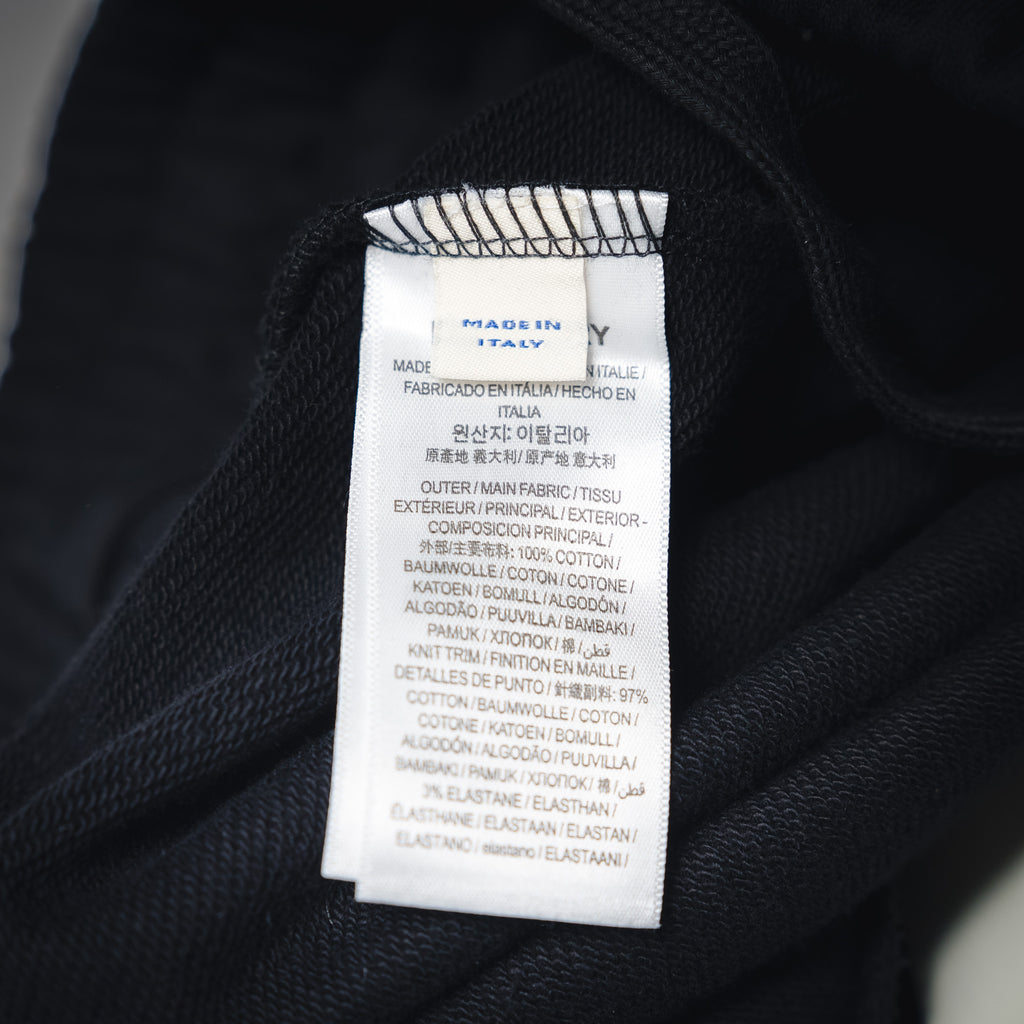 MADE IN
ITALY
Y
MADE N ITALIE /
FABRICADO EN ITÁLIA / HECHO EN
ITALIA
원산지: 이탈리아
原產地 義大利 / 原产地 意大利
OUTER / MAIN FABRIC / TISSU
EXTÉRIEUR / PRINCIPAL / EXTERIOR -
COMPOSICION PRINCIPAL /
外部/主要布料: 100% COTTON /
BAUMWOLLE / COTON / COTONE /
KATOEN / BOMULL / ALGODÓN /
ALGODÃO / PUUVILLA / BAMBAKI /
PAMUK / ХЛОПОК / 棉 / قطن /
KNIT TRIM / FINITION EN MAILLE /
DETALLES DE PUNTO / 針織副料: 97%
COTTON / BAUMWOLLE / COTON /
COTONE / KATOEN / BOMULL /
ALGODÓN / ALGODÃO / PUUVILLA /
BAMBAKI / PAMUK / ХЛОПОК / 棉 / قطن
3% ELASTANE / ELASTHAN /
ÉLASTHANE / ELASTAAN / ELASTAN /
ELASTANO / elastano / ELASTAANI /